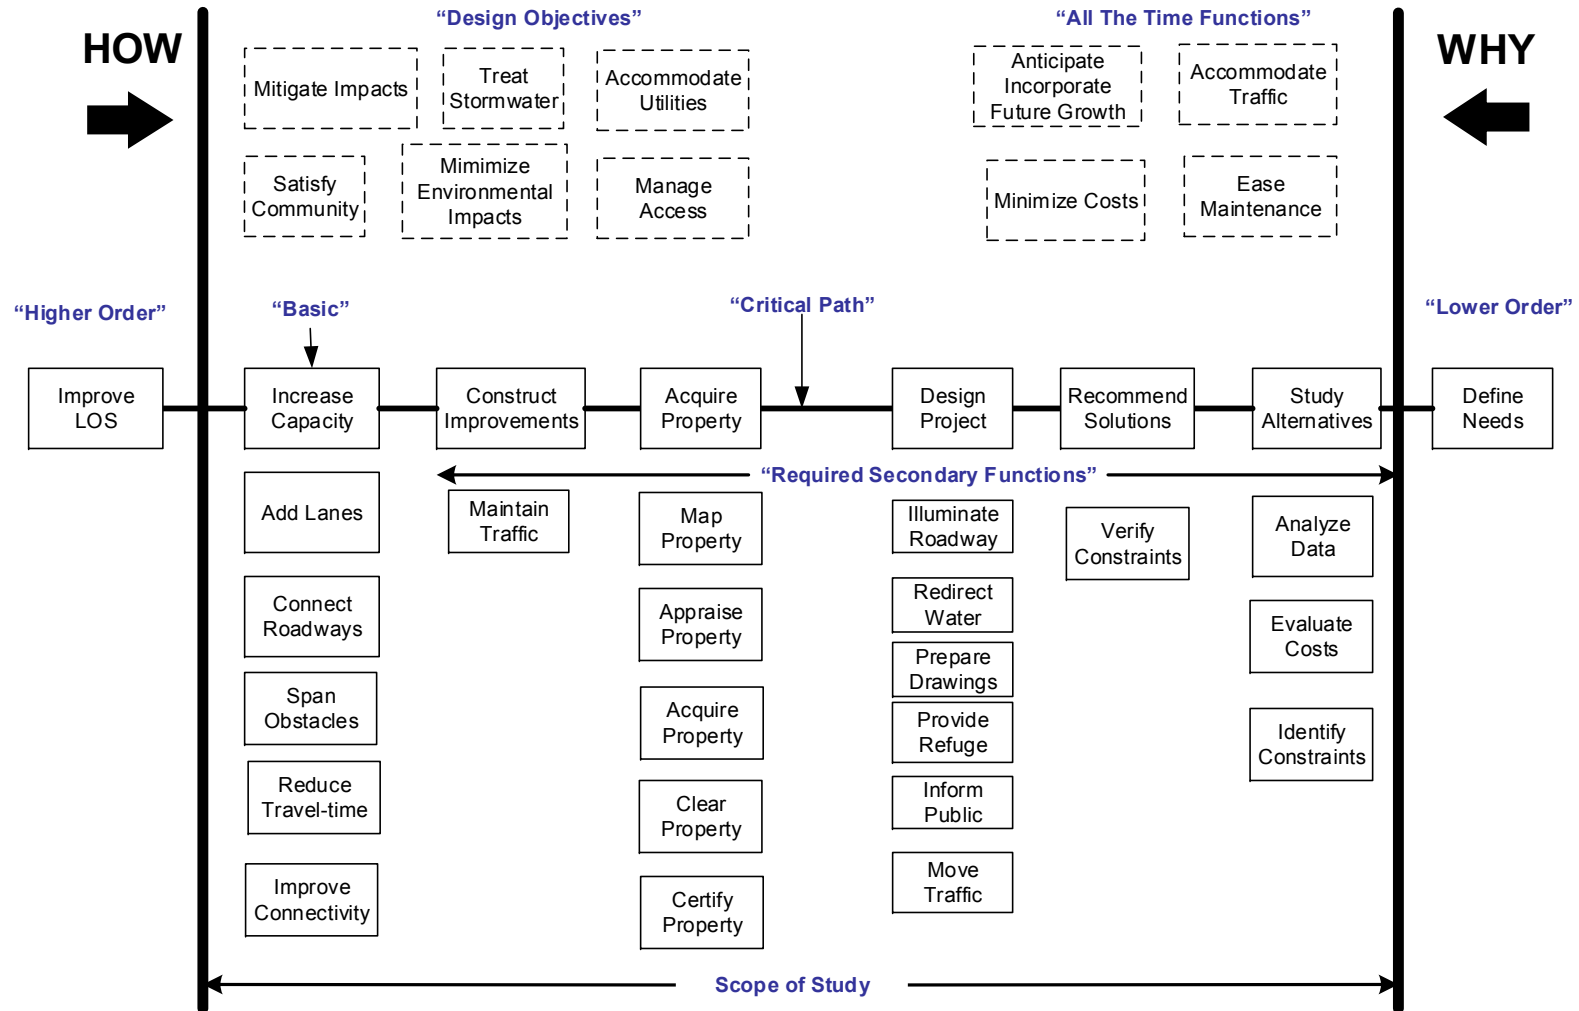 HOW
“Design Objectives”
“All The Time Functions”
WHY
Mitigate Impacts
Treat
Stormwater
Accommodate
Utilities
Anticipate
Incorporate
Future Growth
Accommodate
Traffic
Satisfy
Community
Mimimize
Environmental
Impacts
Manage
Access
Minimize Costs
Ease
Maintenance
“Higher Order”
“Basic”
“Critical Path”
“Lower Order”
Improve
LOS
Increase
Capacity
Construct
Improvements
Acquire
Property
Design
Project
Recommend
Solutions
Study
Alternatives
Define
Needs
“Required Secondary Functions”
Add Lanes
Connect
Roadways
Span
Obstacles
Reduce
Travel-time
Improve
Connectivity
Maintain
Traffic
Map
Property
Appraise
Property
Acquire
Property
Clear
Property
Certify
Property
Illuminate
Roadway
Redirect
Water
Prepare
Drawings
Provide
Refuge
Inform
Public
Move
Traffic
Verify
Constraints
Analyze
Data
Evaluate
Costs
Identify
Constraints
Scope of Study